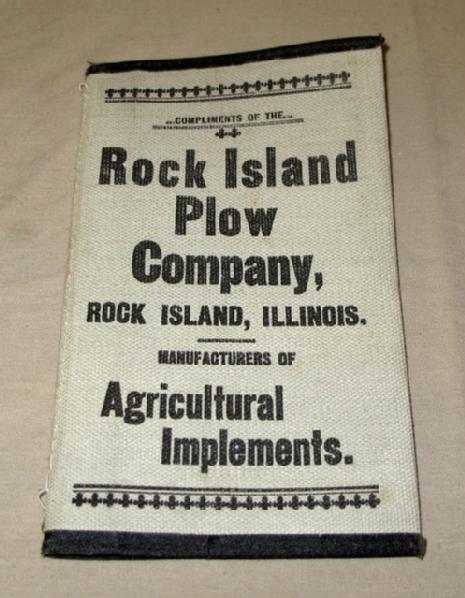 ..COMPLIMENTS OF THE..
Rock Island
Plow
Company,
ROCK ISLAND, ILLINOIS.
MANUFACTURERS OF
Agricultural
Implements.